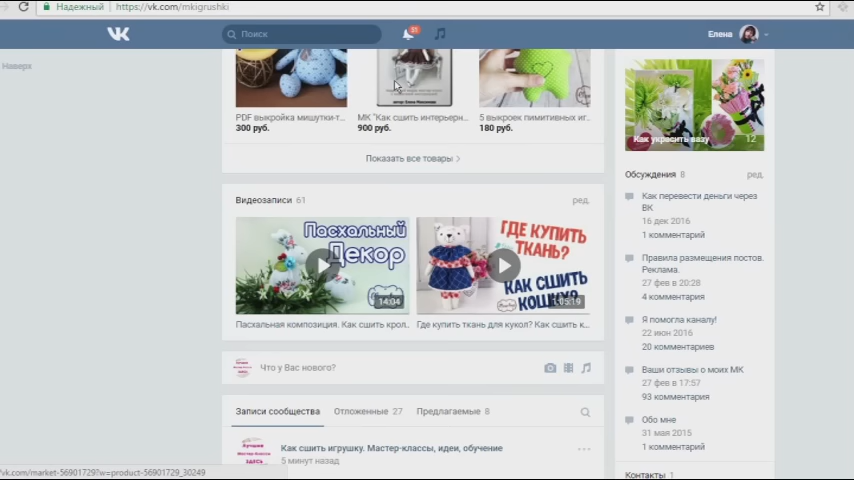 Надежный
https://vk.com/mkigrushki
Поиск
31
Елена
Наверх
PDF выкройка мишутки-т...
300 руб.
МК "Как сшить интерьерн...
900 руб.
5 выкроек пимитивных иг...
180 руб.
Показать все товары
Видеозаписи 61
ред.
Пасхальный
Декор
14:04
ГДЕ КУПИТЬ
ТКАНЬ?
КАК СШИТЬ
КОШКУ?
1:05:19
Пасхальная композиция. Как сшить крол...
Где купить ткань для кукол? Как сшить к...
Что у Вас нового?
Записи сообщества
Отложенные 27
Предлагаемые 8
Как сшить игрушку. Мастер-классы, идеи, обучение
5 минут назад
Как украсить вазу
12
Обсуждения 8
ред.
Как перевести деньги через
ВК
16 дек 2016
1 комментарий
Правила размещения постов.
Реклама.
27 фев в 20:28
4 комментария
Я помогла каналу!
22 июн 2016
20 комментариев
Ваши отзывы о моих МК
27 фев в 17:57
93 комментария
Обо мне
31 мая 2015
1 комментарий
Контакты 1
vk.com/market-56901729?w=product-56901729_30249